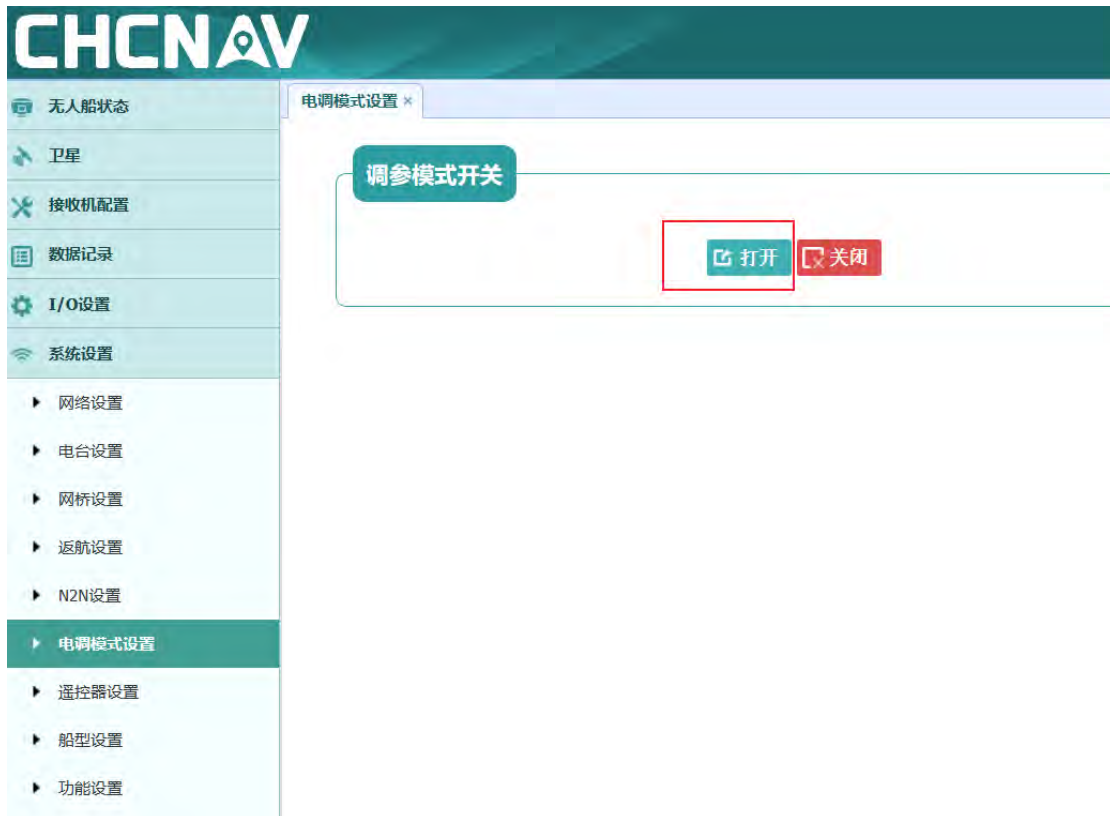 CHCNAV
无人船状态
卫星
接收机配置
数据记录
I/O设置
系统设置
网络设置
电台设置
网桥设置
返航设置
N2N设置
电调模式设置
遥控器设置
船型设置
功能设置
电调模式设置 ×
调参模式开关
打开 关闭